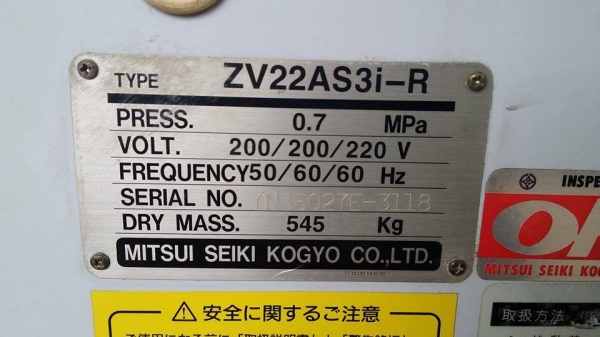 TYPE ZV22AS3i-R
PRESS. 0.7 MPa
VOLT. 200/200/220 V
FREQUENCY 50/60/60 Hz
SERIAL NO.
DRY MASS. 545 Kg
MITSUI SEIKI KOGYO CO.,LTD.
INSPE
MITSUI SEIKI KOGYO
⚠ 安全に関するご注意
取扱方法